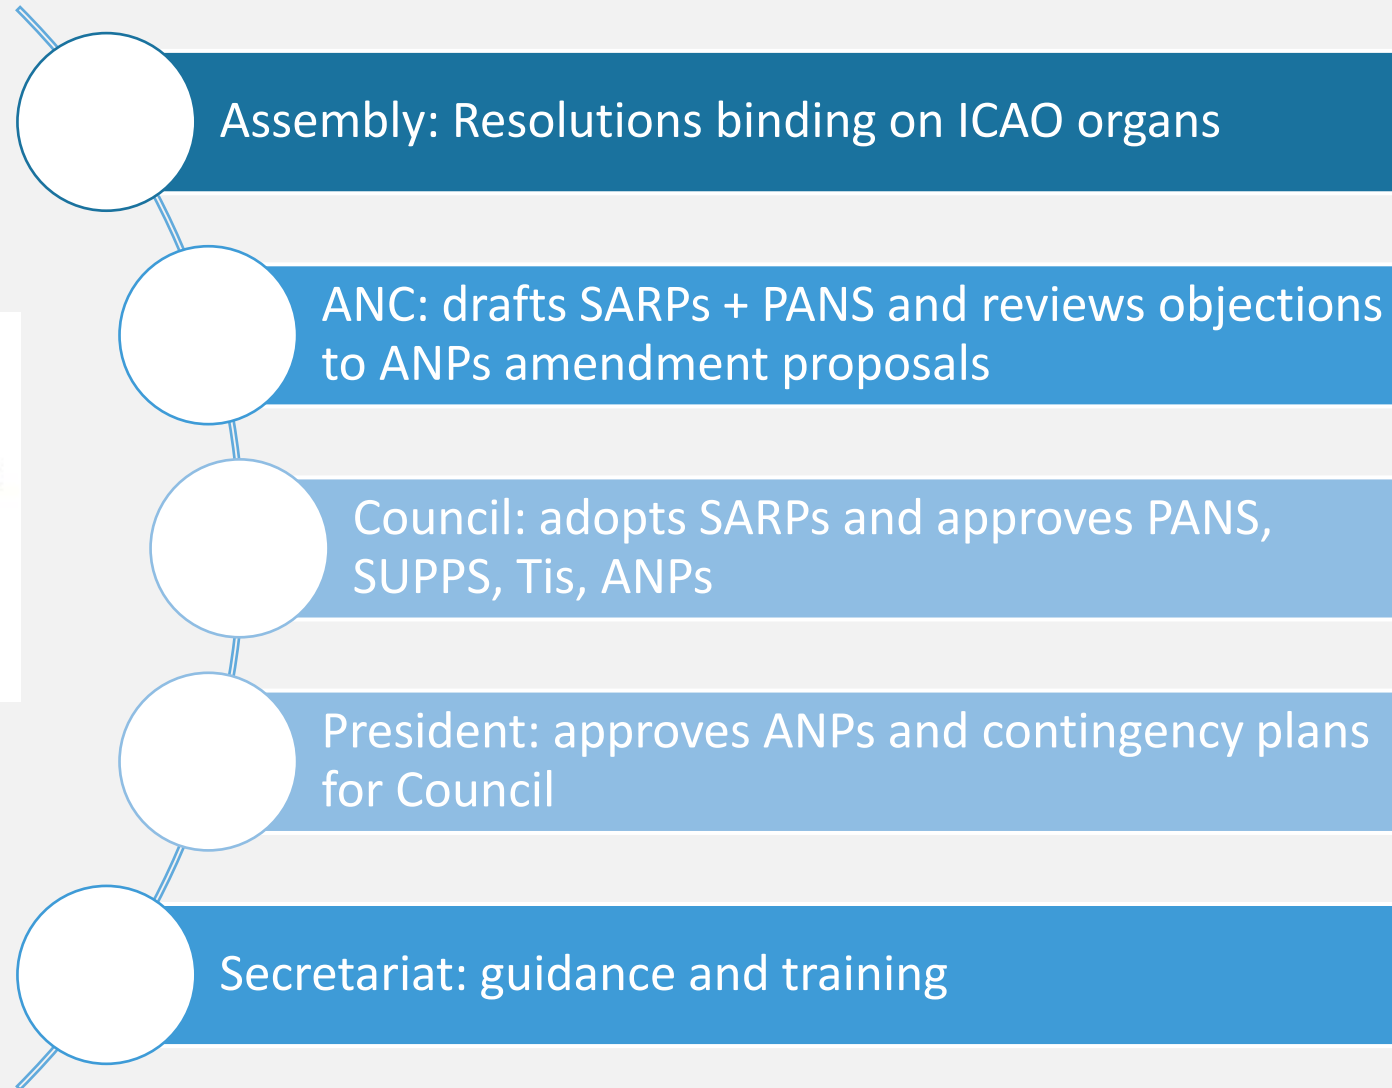 Assembly: Resolutions binding on ICAO organs
ANC: drafts SARPs + PANS and reviews objections
to ANPs amendment proposals
Council: adopts SARPs and approves PANS,
SUPPS, Tis, ANPs
President: approves ANPs and contingency plans
for Council
Secretariat: guidance and training